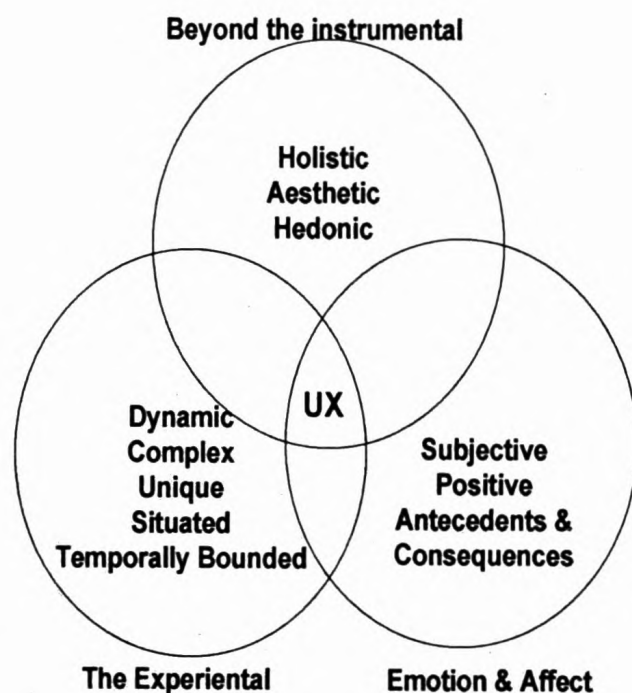 Beyond the instrumental
Holistic
Aesthetic
Hedonic
UX
Dynamic
Complex
Unique
Situated
Temporally Bounded
Subjective
Positive
Antecedents &
Consequences
The Experiental
Emotion & Affect